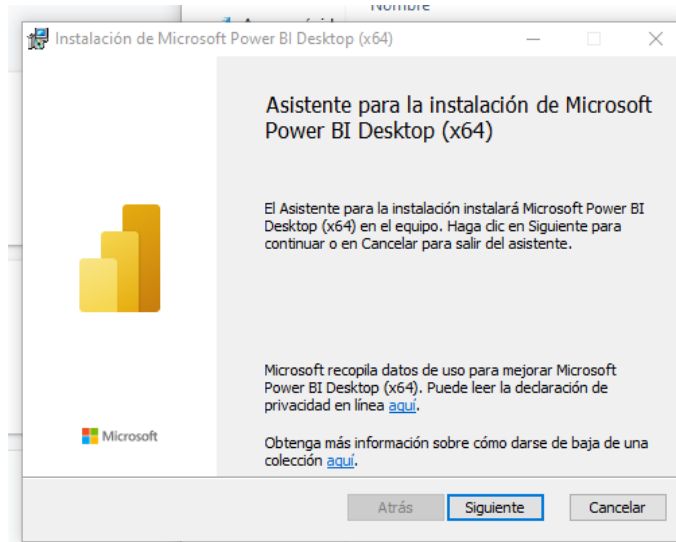 Nombre
Instalación de Microsoft Power BI Desktop (x64)
Asistente para la instalación de Microsoft
Power BI Desktop (x64)
El Asistente para la instalación instalará Microsoft Power BI
Desktop (x64) en el equipo. Haga clic en Siguiente para
continuar o en Cancelar para salir del asistente.
Microsoft recopila datos de uso para mejorar Microsoft
Power BI Desktop (x64). Puede leer la declaración de
privacidad en línea aquí.
Microsoft
Obtenga más información sobre cómo darse de baja de una
colección aquí.
Atrás
Siguiente
Cancelar